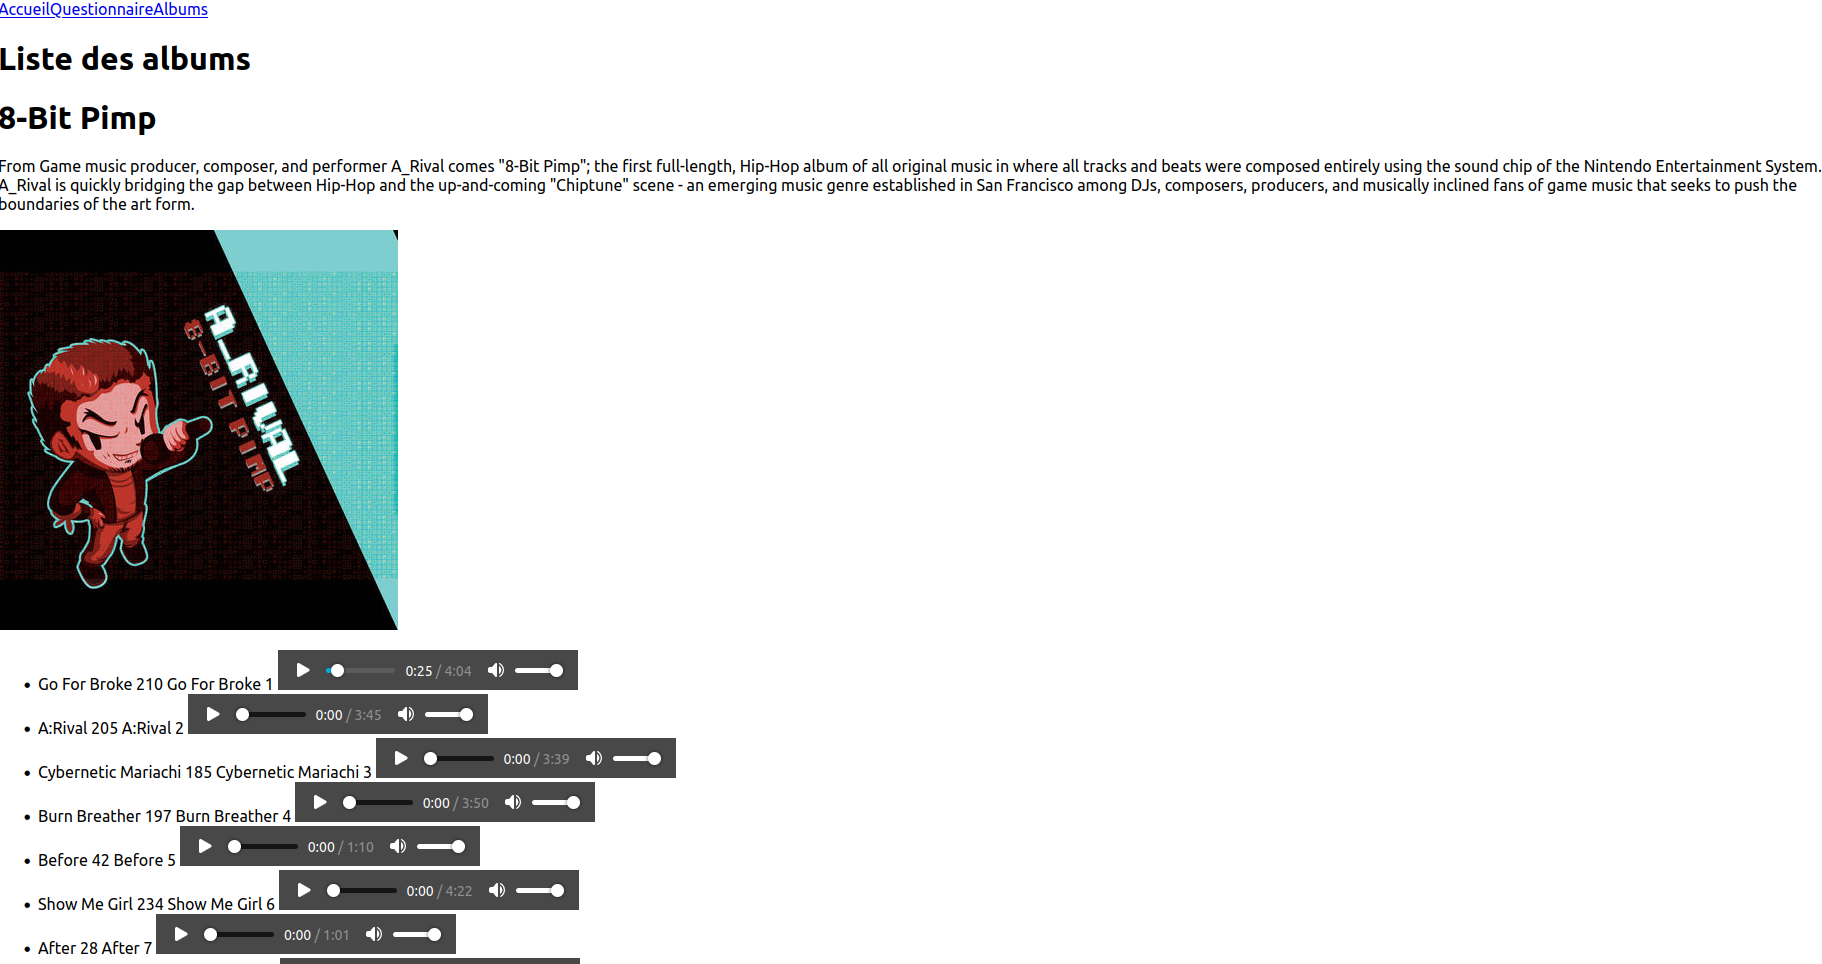 AccueilQuestionnaireAlbums
Liste des albums
8-Bit Pimp
From Game music producer, composer, and performer A_Rival comes "8-Bit Pimp"; the first full-length, Hip-Hop album of all original music in where all tracks and beats were composed entirely using the sound chip of the Nintendo Entertainment System.
A_Rival is quickly bridging the gap between Hip-Hop and the up-and-coming "Chiptune" scene - an emerging music genre established in San Francisco among DJs, composers, producers, and musically inclined fans of game music that seeks to push the
boundaries of the art form.
A_RIVAL
8-BIT PIMP
• Go For Broke 210 Go For Broke 1 0:25 / 4:04
• A:Rival 205 A:Rival 2 0:00 / 3:45
• Cybernetic Mariachi 185 Cybernetic Mariachi 3 0:00 / 3:39
• Burn Breather 197 Burn Breather 4 0:00 / 3:50
• Before 42 Before 5 0:00 / 1:10
• Show Me Girl 234 Show Me Girl 6 0:00 / 4:22
• After 28 After 7 0:00 / 1:01